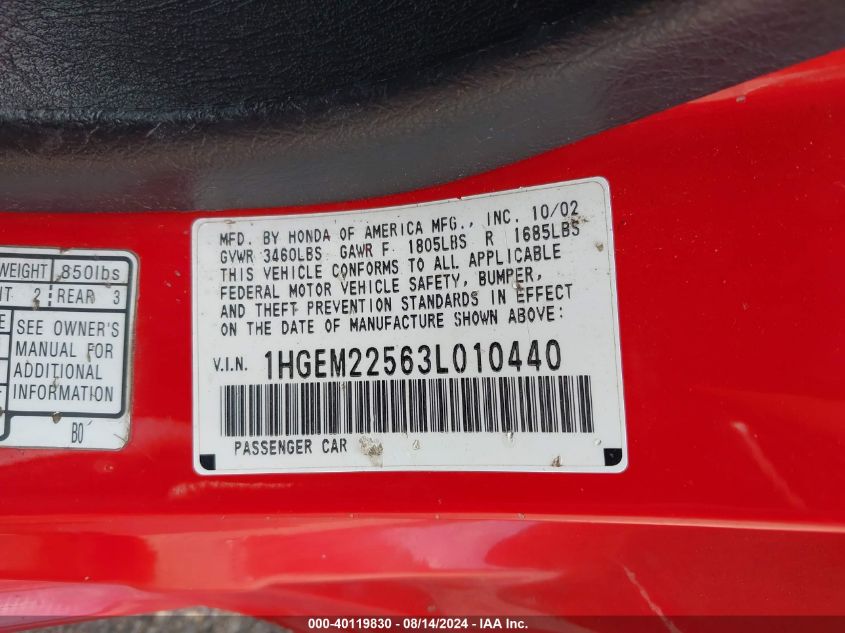 WEIGHT 850lbs
2 REAR 3
SEE OWNER'S
MANUAL FOR
ADDITIONAL
INFORMATION
B0
MFD. BY HONDA OF AMERICA MFG., INC. 10/02
GVWR 3460LBS GAWR F. 1805LBS R 1685LBS
THIS VEHICLE CONFORMS TO ALL APPLICABLE
FEDERAL MOTOR VEHICLE SAFETY, BUMPER,
AND THEFT PREVENTION STANDARDS IN EFFECT
ON THE DATE OF MANUFACTURE SHOWN ABOVE:
V.I.N. 1HGEM22563L010440
PASSENGER CAR
000-40119830 - 08/14/2024 - IAA Inc.